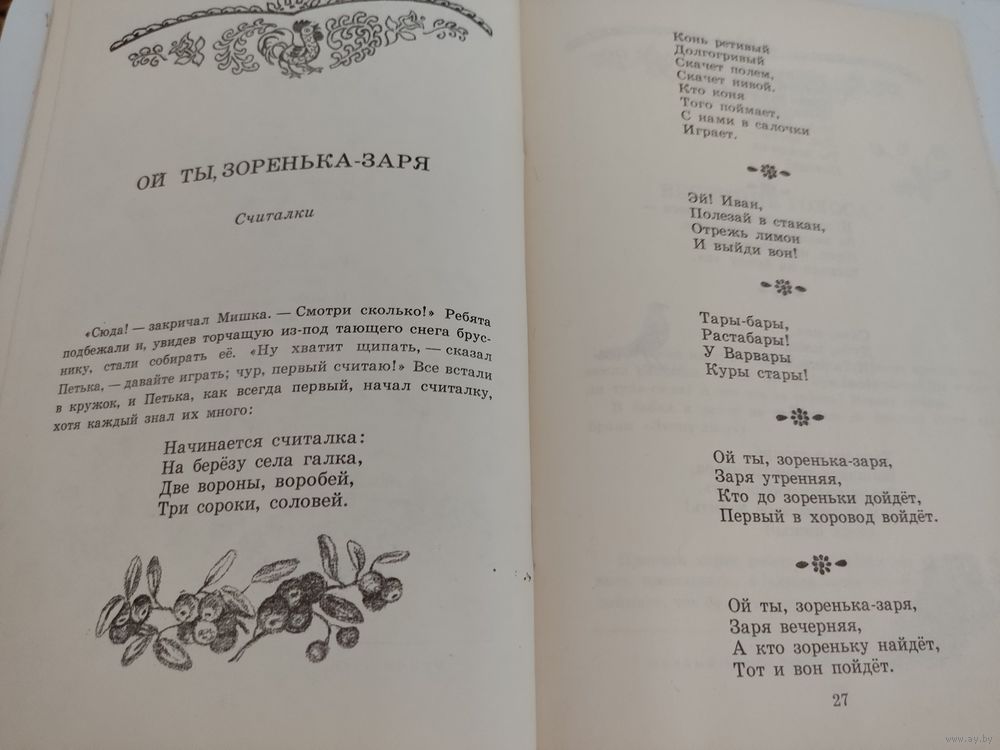 ОЙ ТЫ, ЗОРЕНЬКА-ЗАРЯ
Считалки
«Сюда! — закричал Мишка. — Смотри сколько!» Ребята
подбежали и, увидев торчащую из-под тающего снега брус-
нику, стали собирать её. «Ну хватит щипать, — сказал
Петька, — давайте играть; чур, первый считаю!» Все встали
в кружок, и Петька, как всегда первый, начал считалку,
хотя каждый знал их много:
Начинается считалка:
На берёзу села галка,
Две вороны, воробей,
Три сороки, соловей.
Конь ретивый
Долгогривый
Скачет полем,
Скачет нивой.
Кто коня
Того поймает,
С нами в салочки
Играет.
Эй! Иван,
Полезай в стакан,
Отрежь лимон
И выйди вон!
Тары-бары,
Растабары!
У Варвары
Куры стары!
Ой ты, зоренька-заря,
Заря утренняя,
Кто до зореньки дойдёт,
Первый в хоровод войдёт.
Ой ты, зоренька-заря,
Заря вечерняя,
А кто зореньку найдёт,
Тот и вон пойдёт.
27
www.ay.by